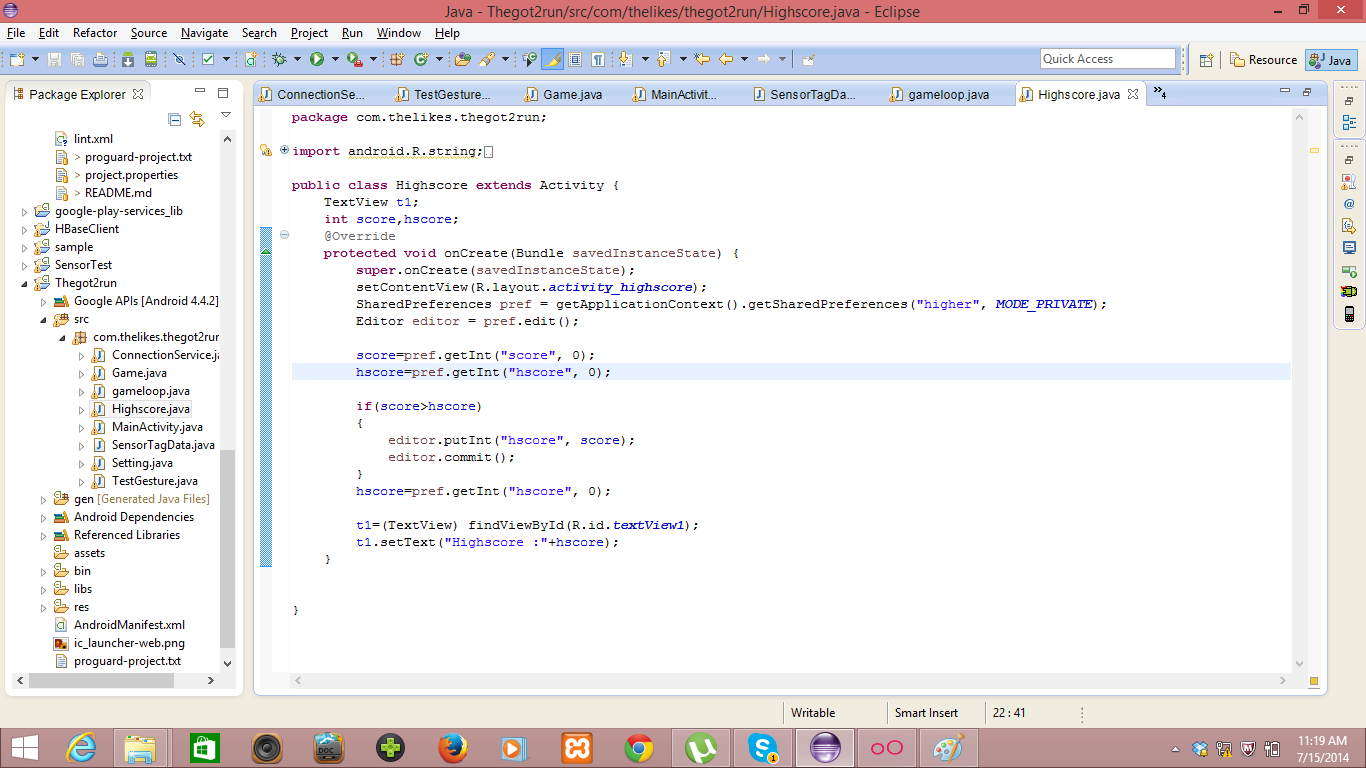 Java - Thegot2run/src/com/thelikes/thegot2run/Highscore.java - Eclipse
File Edit Refactor Source Navigate Search Project Run Window Help
Quick Access
Resource
Java
Package Explorer
ConnectionSe...
TestGesture...
Game.java
MainActivit...
SensorTagDa...
gameloop.java
Highscore.java
»4
lint.xml
> proguard-project.txt
> project.properties
> README.md
google-play-services_lib
HBaseClient
sample
SensorTest
Thegot2run
Google APIs [Android 4.4.2]
src
com.thelikes.thegot2run
ConnectionService.ja
Game.java
gameloop.java
Highscore.java
MainActivity.java
SensorTagData.java
Setting.java
TestGesture.java
gen [Generated Java Files]
Android Dependencies
Referenced Libraries
assets
bin
libs
res
AndroidManifest.xml
ic_launcher-web.png
proguard-project.txt
package com.thelikes.thegot2run;
import android.R.string;
public class Highscore extends Activity {
TextView t1;
int score,hscore;
@Override
protected void onCreate(Bundle savedInstanceState) {
super.onCreate(savedInstanceState);
setContentView(R.layout.activity_highscore);
SharedPreferences pref = getApplicationContext().getSharedPreferences("higher", MODE_PRIVATE);
Editor editor = pref.edit();
score=pref.getInt("score", 0);
hscore=pref.getInt("hscore", 0);
if(score>hscore)
{
editor.putInt("hscore", score);
editor.commit();
}
hscore=pref.getInt("hscore", 0);
t1=(TextView) findViewById(R.id.textView1);
t1.setText("Highscore :"+hscore);
}
}
Writable
Smart Insert
22 : 41
DOC
11:19 AM
7/15/2014